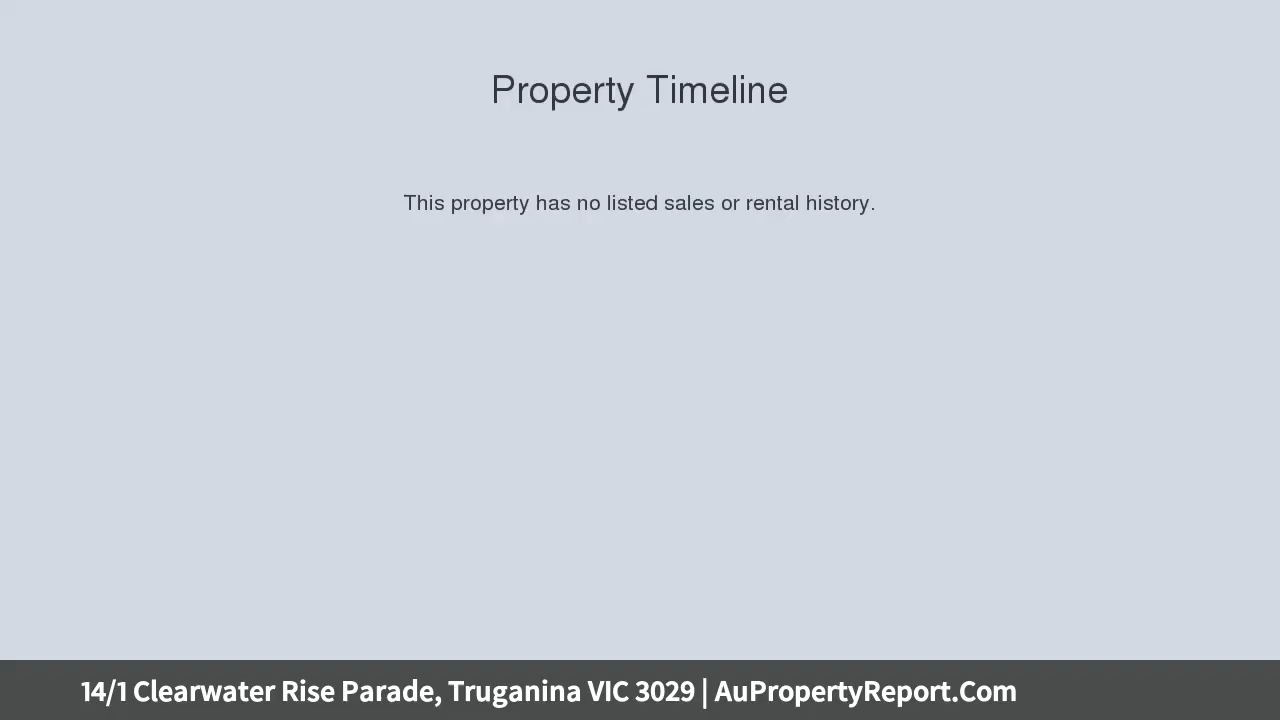 Property Timeline
This property has no listed sales or rental history.
14/1 Clearwater Rise Parade, Truganina VIC 3029 | AuPropertyReport.Com